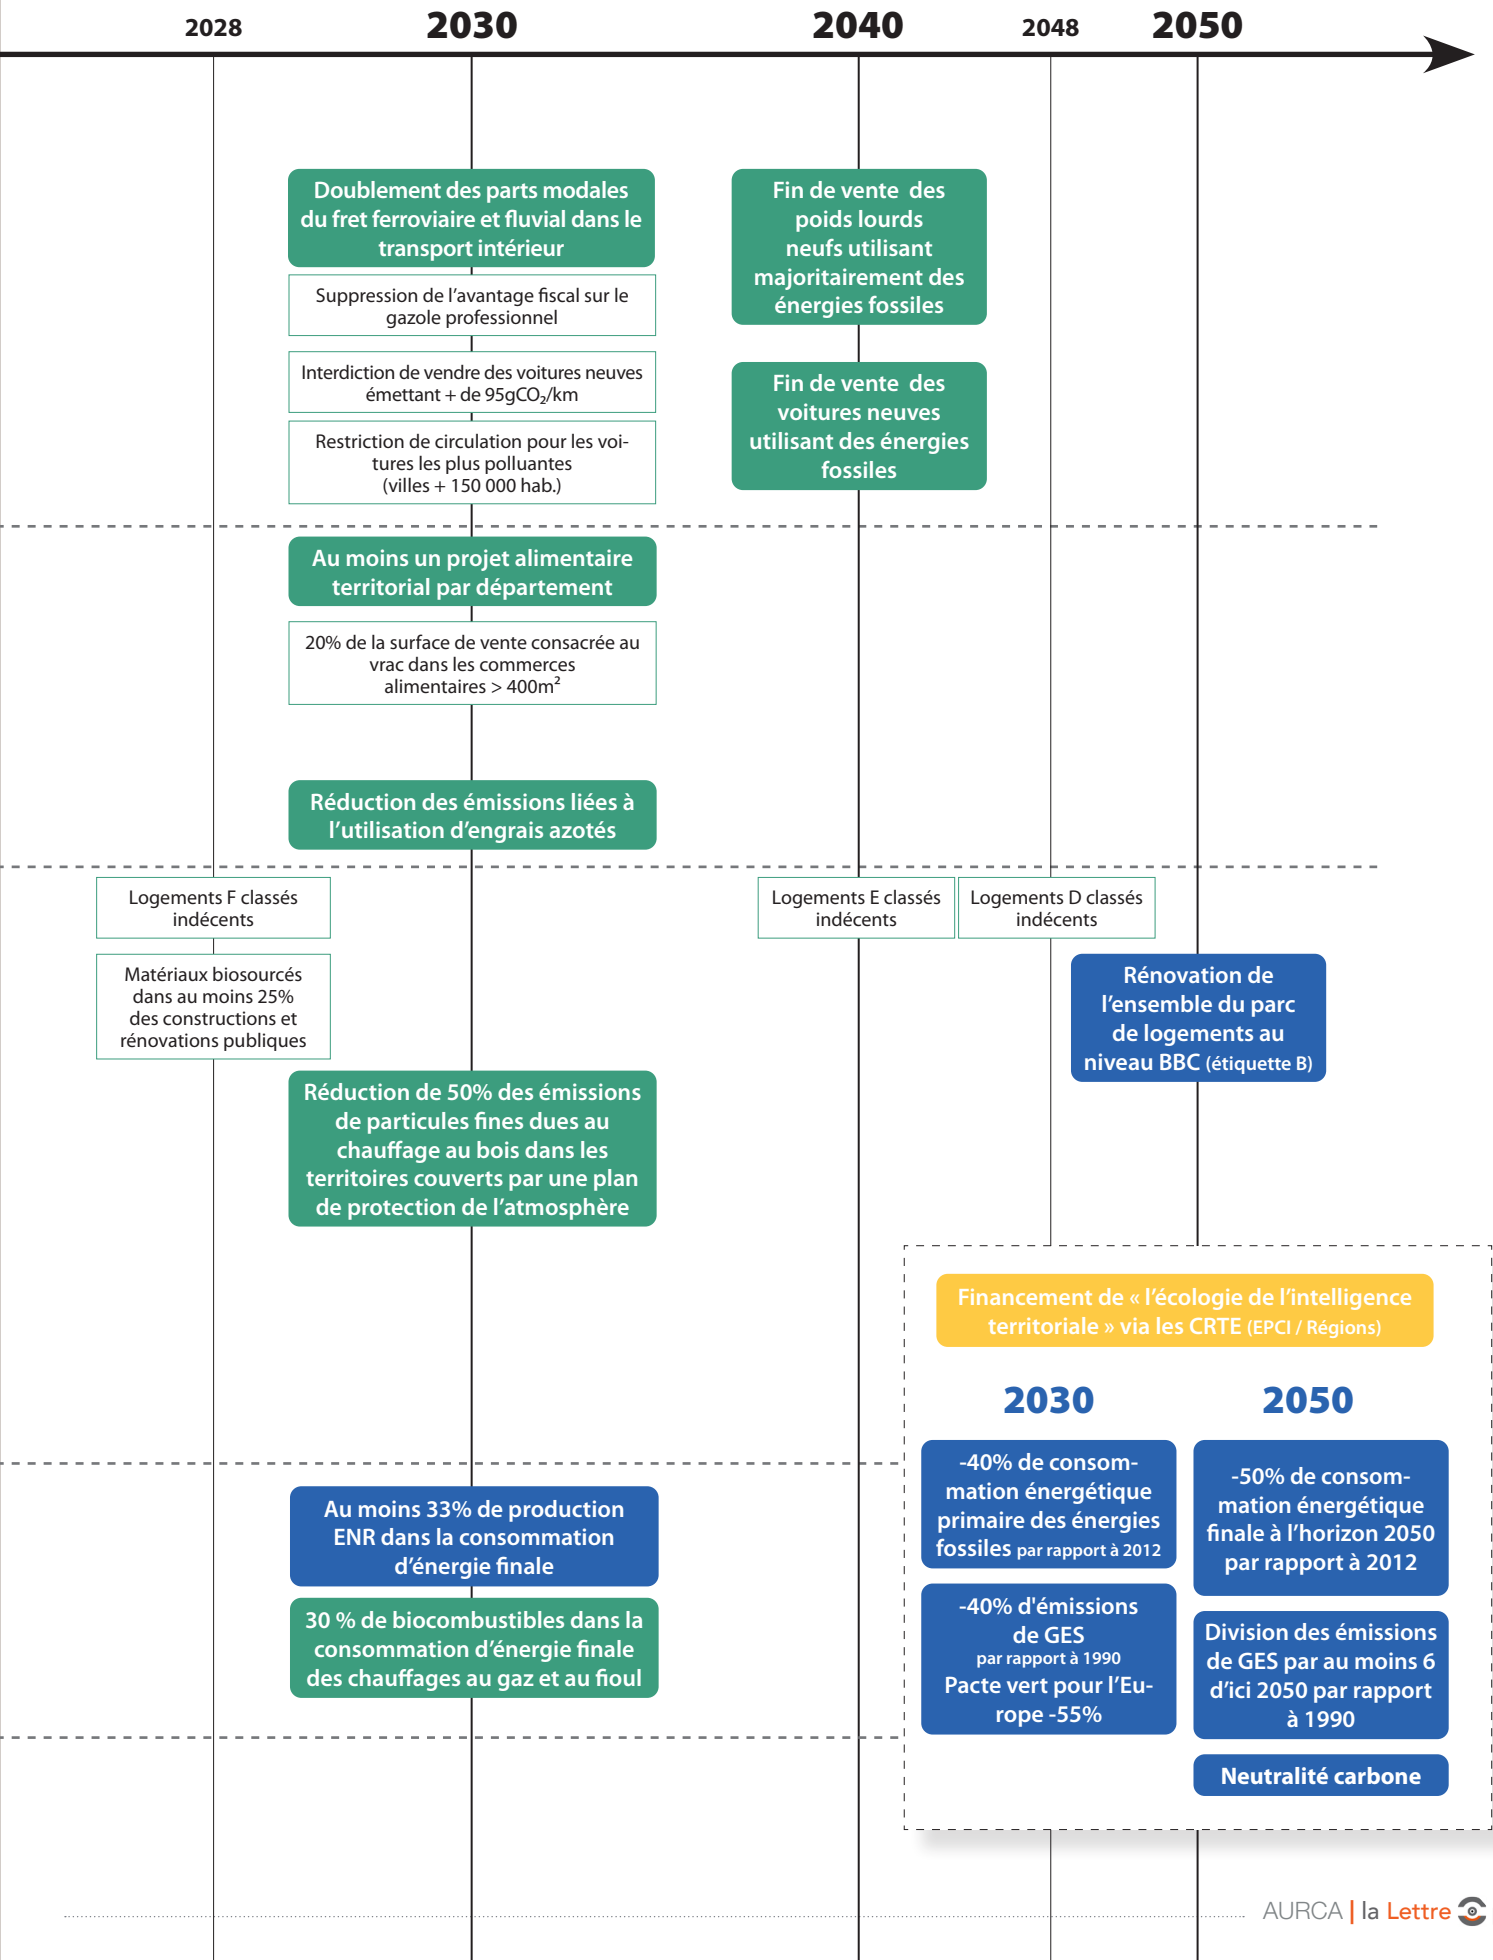 2028
2030
2040
2048
2050
Doublement des parts modales
du fret ferroviaire et fluvial dans le
transport intérieur
Suppression de l'avantage fiscal sur le
gazole professionnel
Interdiction de vendre des voitures neuves
émettant + de 95gCO₂/km
Restriction de circulation pour les voi-
tures les plus polluantes
(villes + 150 000 hab.)
Fin de vente des
poids lourds
neufs utilisant
majoritairement des
énergies fossiles
Fin de vente des
voitures neuves
utilisant des énergies
fossiles
Au moins un projet alimentaire
territorial par département
20% de la surface de vente consacrée au
vrac dans les commerces
alimentaires > 400m²
Réduction des émissions liées à
l'utilisation d'engrais azotés
Logements F classés
indécents
Matériaux biosourcés
dans au moins 25%
des constructions et
rénovations publiques
Logements E classés
indécents
Logements D classés
indécents
Rénovation de
l'ensemble du parc
de logements au
niveau BBC (étiquette B)
Réduction de 50% des émissions
de particules fines dues au
chauffage au bois dans les
territoires couverts par une plan
de protection de l'atmosphère
Au moins 33% de production
ENR dans la consommation
d'énergie finale
30 % de biocombustibles dans la
consommation d'énergie finale
des chauffages au gaz et au fioul
Financement de « l'écologie de l'intelligence
territoriale » via les CRTE (EPCI / Régions)
2030
-40% de consom-
mation énergétique
primaire des énergies
fossiles par rapport à 2012
-40% d'émissions
de GES
par rapport à 1990
Pacte vert pour l'Eu-
rope -55%
2050
-50% de consom-
mation énergétique
finale à l'horizon 2050
par rapport à 2012
Division des émissions
de GES par au moins 6
d'ici 2050 par rapport
à 1990
Neutralité carbone
AURCA | la Lettre